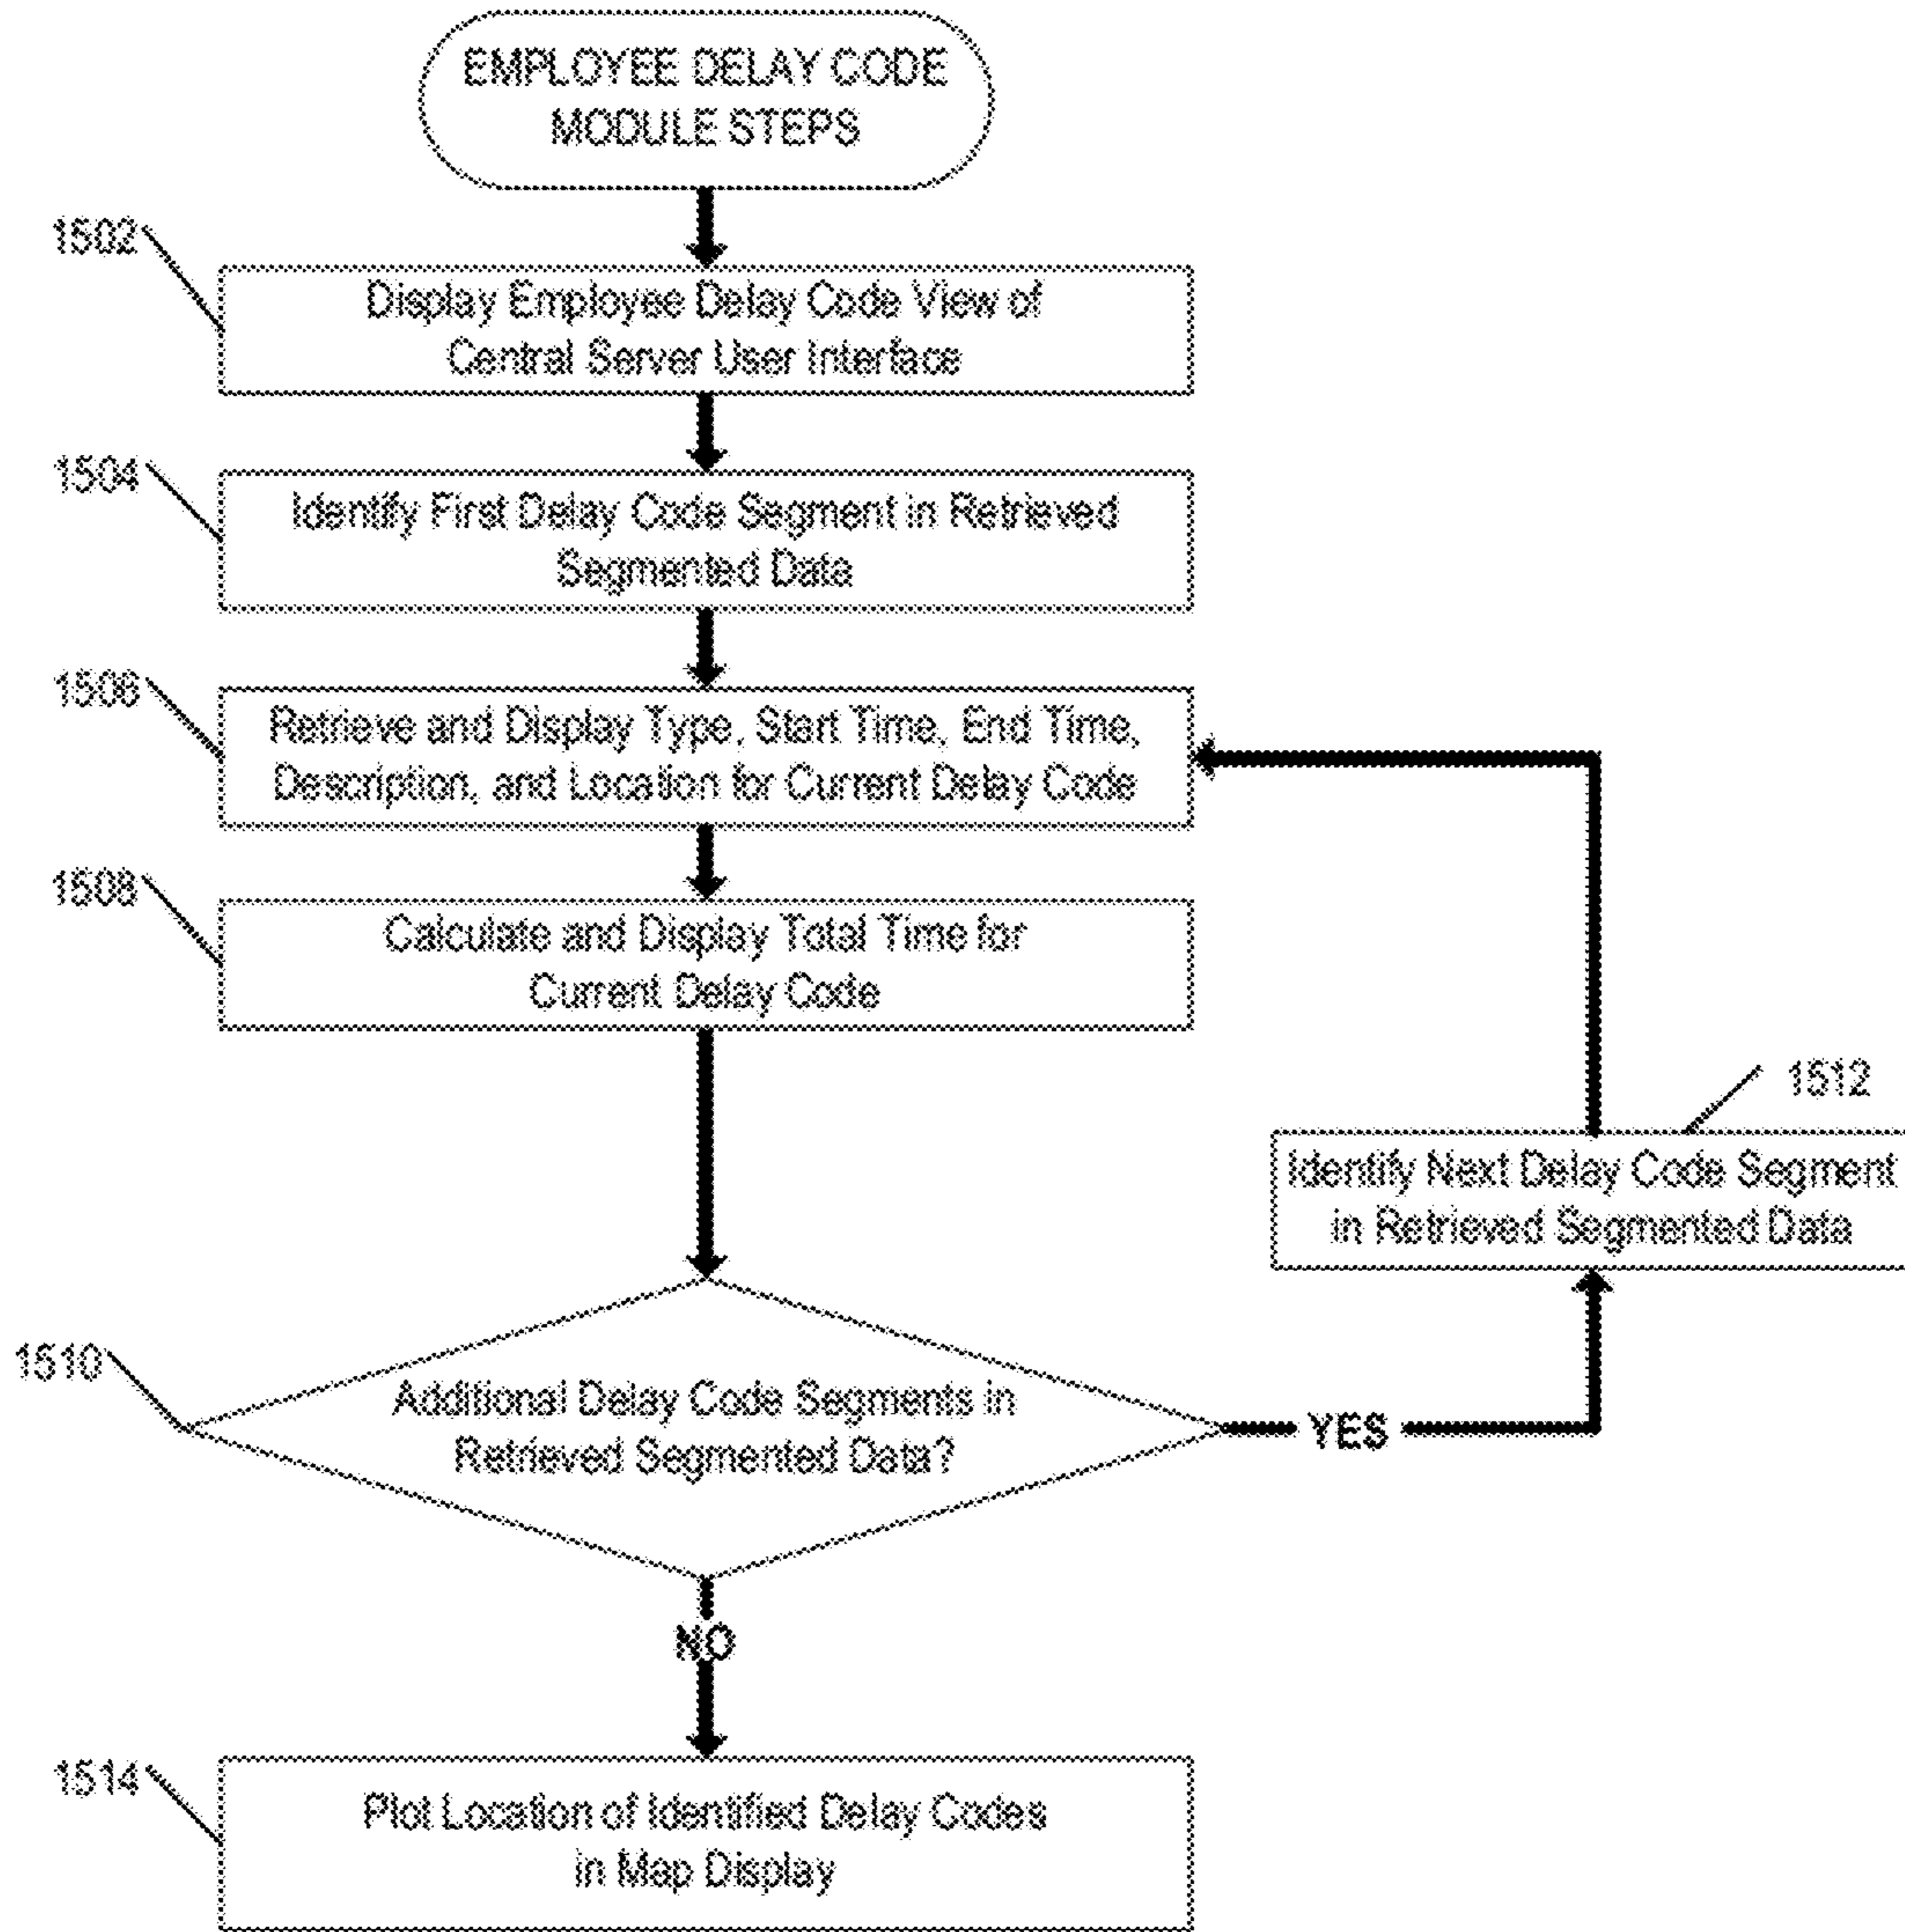 EMPLOYEE DELAY CODE
MODULE STEPS
1502
Display Employee Delay Code View of
Central Server User Interface
1504
Identify First Delay Code Segment in Retrieved
Segmented Data
1506
Retrieve and Display Type, Start Time, End Time,
Description, and Location for Current Delay Code
1508
Calculate and Display Total Time for
Current Delay Code
1512
Identify Next Delay Code Segment
in Retrieved Segmented Data
1510
Additional Delay Code Segments in
Retrieved Segmented Data?
YES
NO
1514
Plot Location of Identified Delay Codes
in Map Display